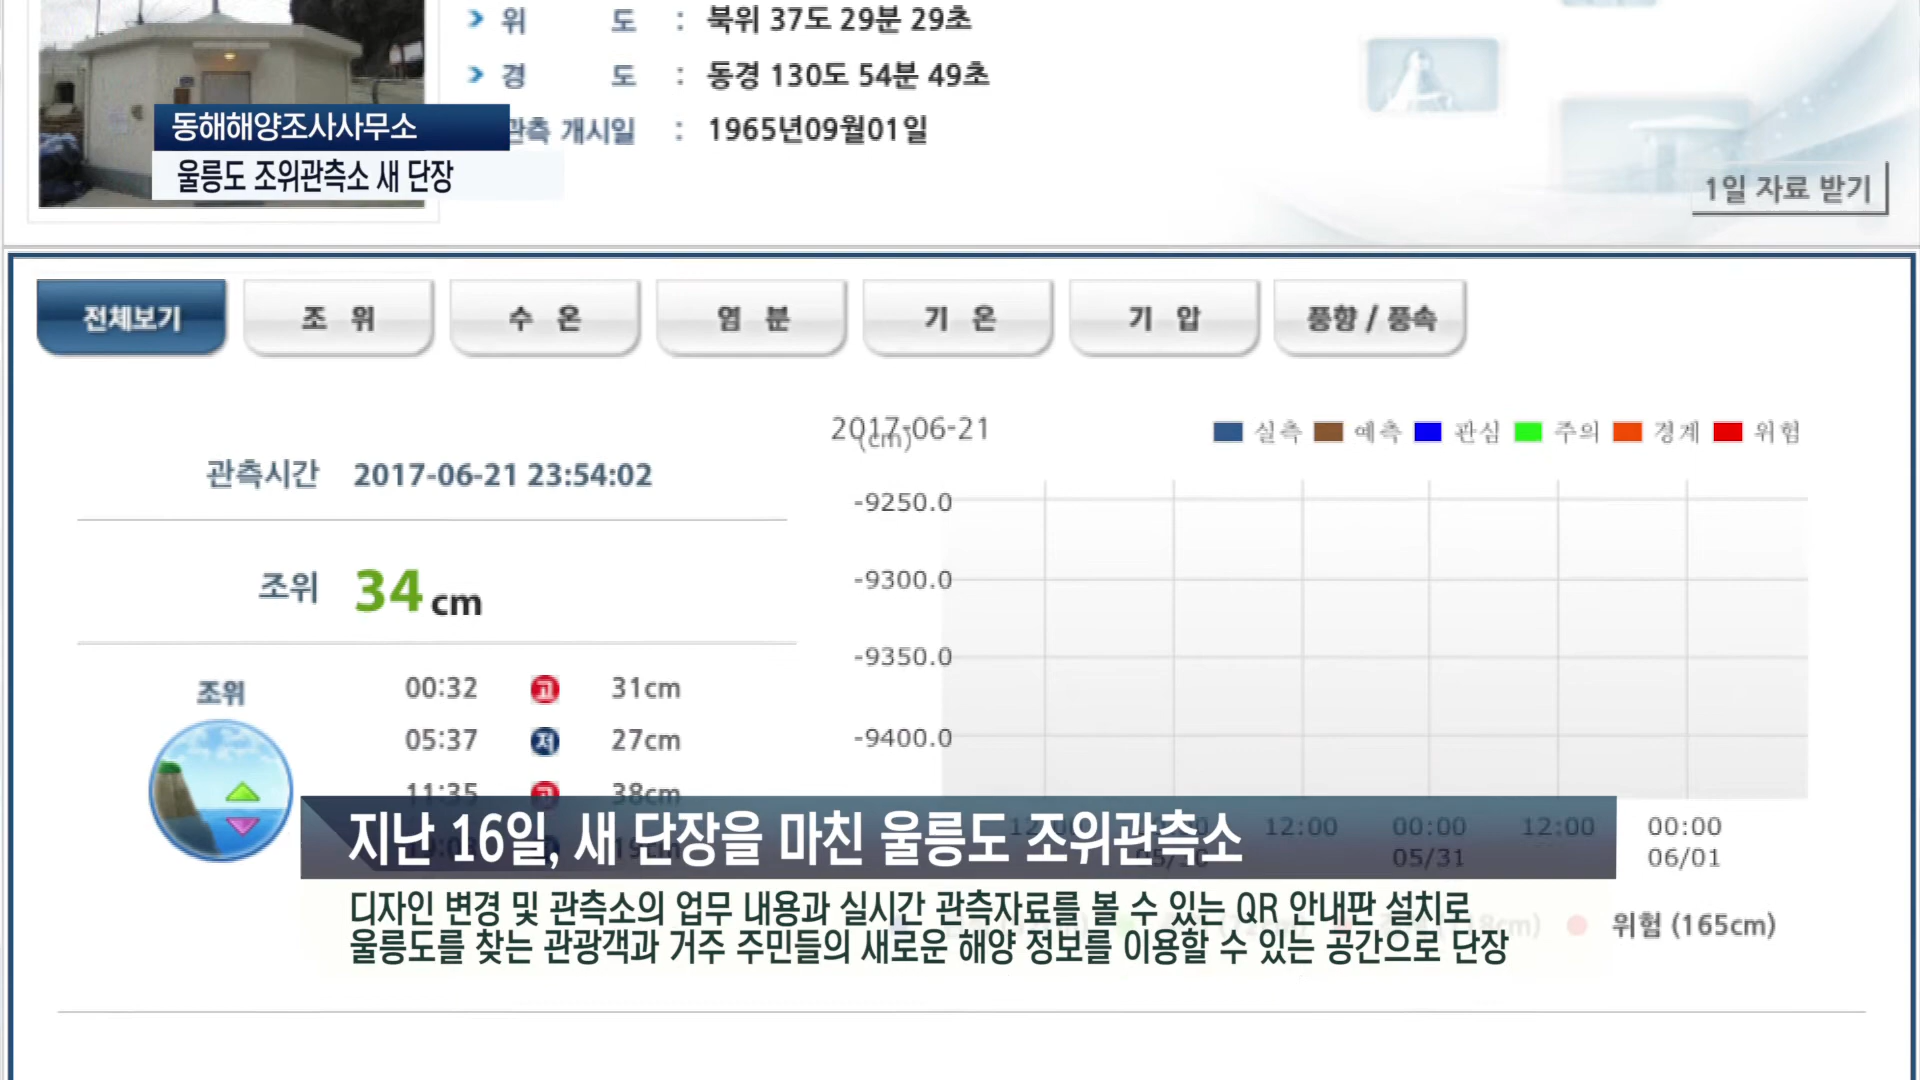 위 도 : 북위 37도 29분 29초
경 도 : 동경 130도 54분 49초
관측 개시일 : 1965년09월01일
동해해양조사사무소
울릉도 조위관측소 새 단장
1일 자료 받기
전체보기 조 위 수 온 염 분 기 온 기 압 풍향 / 풍속
2017-06-21
(cm)
실측 예측 관심 주의 경계 위험
관측시간 2017-06-21 23:54:02
조위 34 cm
조위
00:32 고 31cm
05:37 저 27cm
11:35 고 38cm
-9250.0
-9300.0
-9350.0
-9400.0
12:00 00:00 12:00 00:00
05/31 06/01
지난 16일, 새 단장을 마친 울릉도 조위관측소
디자인 변경 및 관측소의 업무 내용과 실시간 관측자료를 볼 수 있는 QR 안내판 설치로
울릉도를 찾는 관광객과 거주 주민들의 새로운 해양 정보를 이용할 수 있는 공간으로 단장
위험 (165cm)